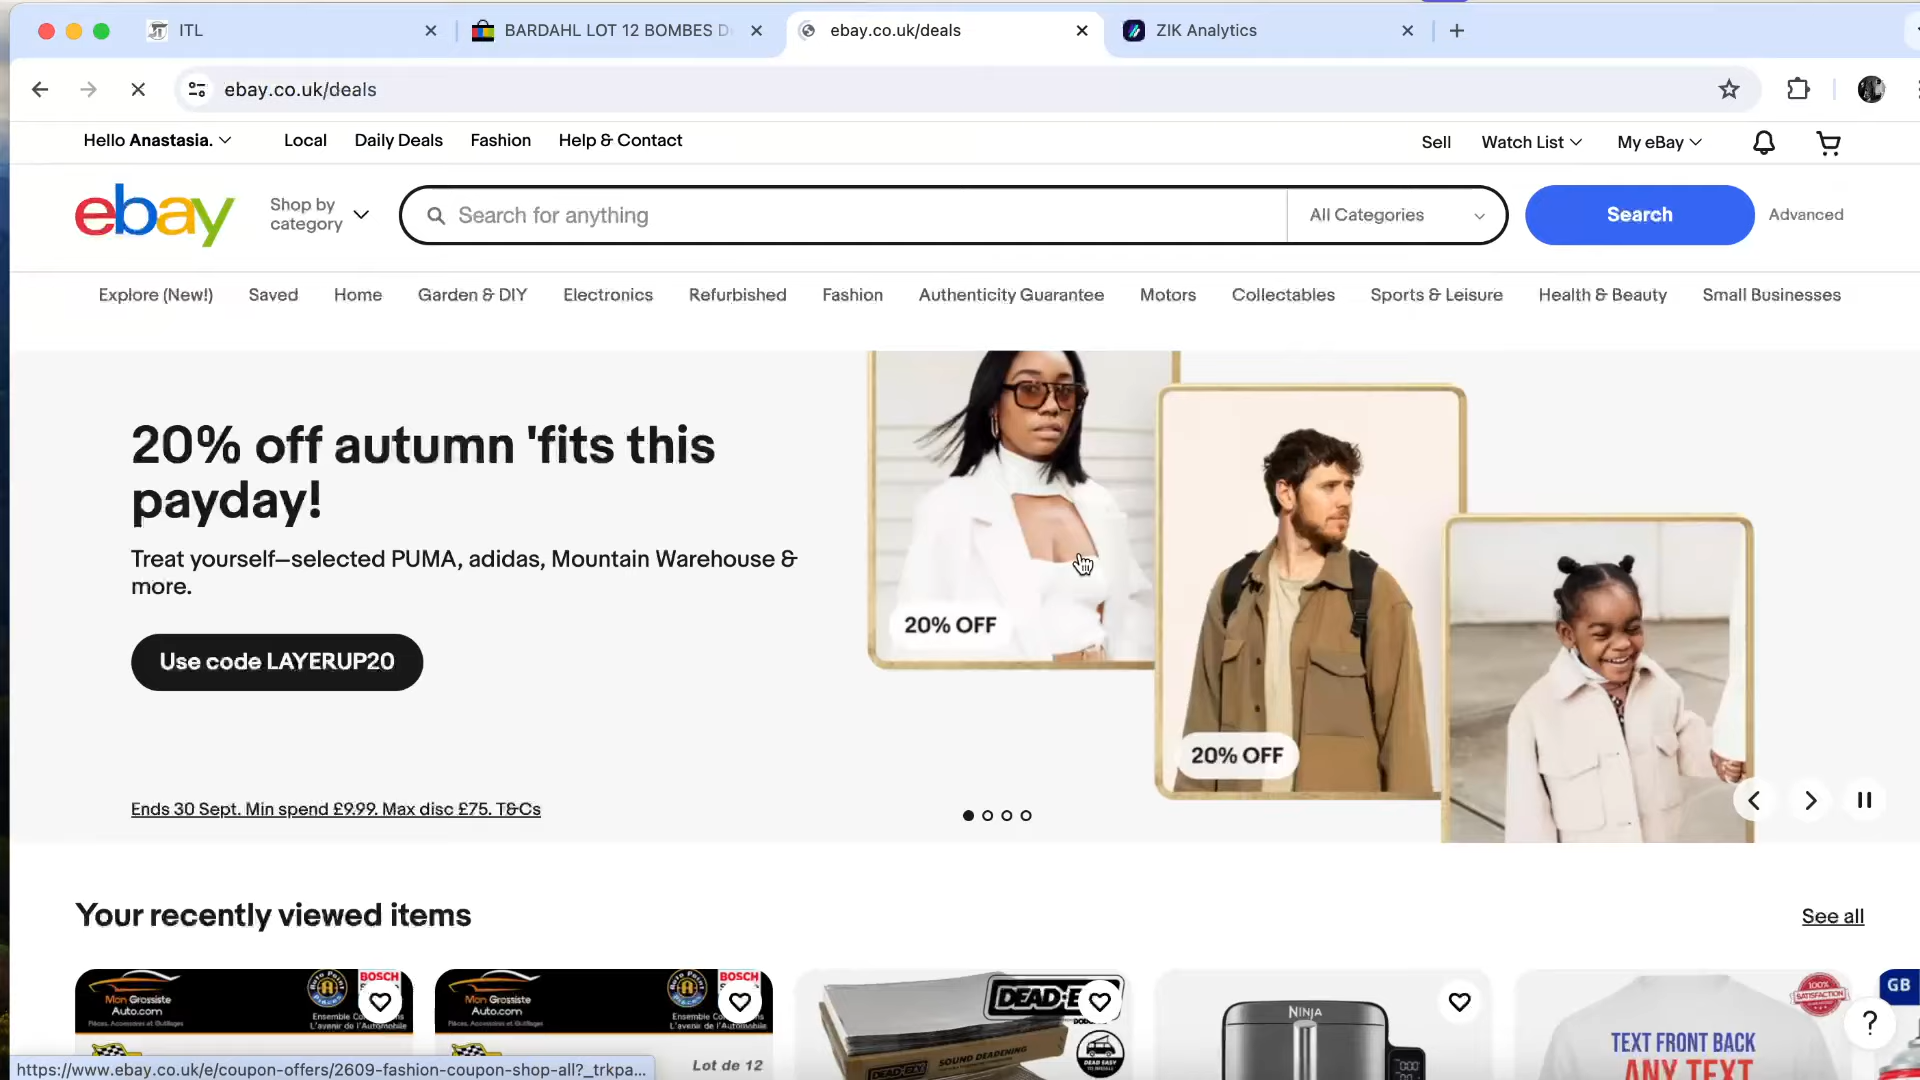 ITL
BARDAHL LOT 12 BOMBES D
ebay.co.uk/deals
ZIK Analytics
ebay.co.uk/deals
Hello Anastasia.
Local
Daily Deals
Fashion
Help & Contact
Sell
Watch List
My eBay
ebay
Shop by
category
Search for anything
All Categories
Search
Advanced
Explore (New!)
Saved
Home
Garden & DIY
Electronics
Refurbished
Fashion
Authenticity Guarantee
Motors
Collectables
Sports & Leisure
Health & Beauty
Small Businesses
20% off autumn 'fits this
payday!
Treat yourself—selected PUMA, adidas, Mountain Warehouse &
more.
Use code LAYERUP20
Ends 30 Sept. Min spend £9.99. Max disc £75. T&Cs
20% OFF
20% OFF
Your recently viewed items
See all
Mon Grossiste
Auto.com
Pièces, Accessoires et Outillages
BOSCH
Ensemble Co
L'avenir de l'Automobile
Mon Grossiste
Auto.com
Pièces, Accessoires et Outillages
BOSCH
Ensemble Co
L'avenir de l'Automobile
Lot de 12
DEAD-E
SOUND DEADENING
DEAD EASY
NINJA
100%
SATISFACTION
TEXT FRONT BACK
ANY TEXT
GB
?
https://www.ebay.co.uk/e/coupon-offers/2609-fashion-coupon-shop-all?_trkpa...